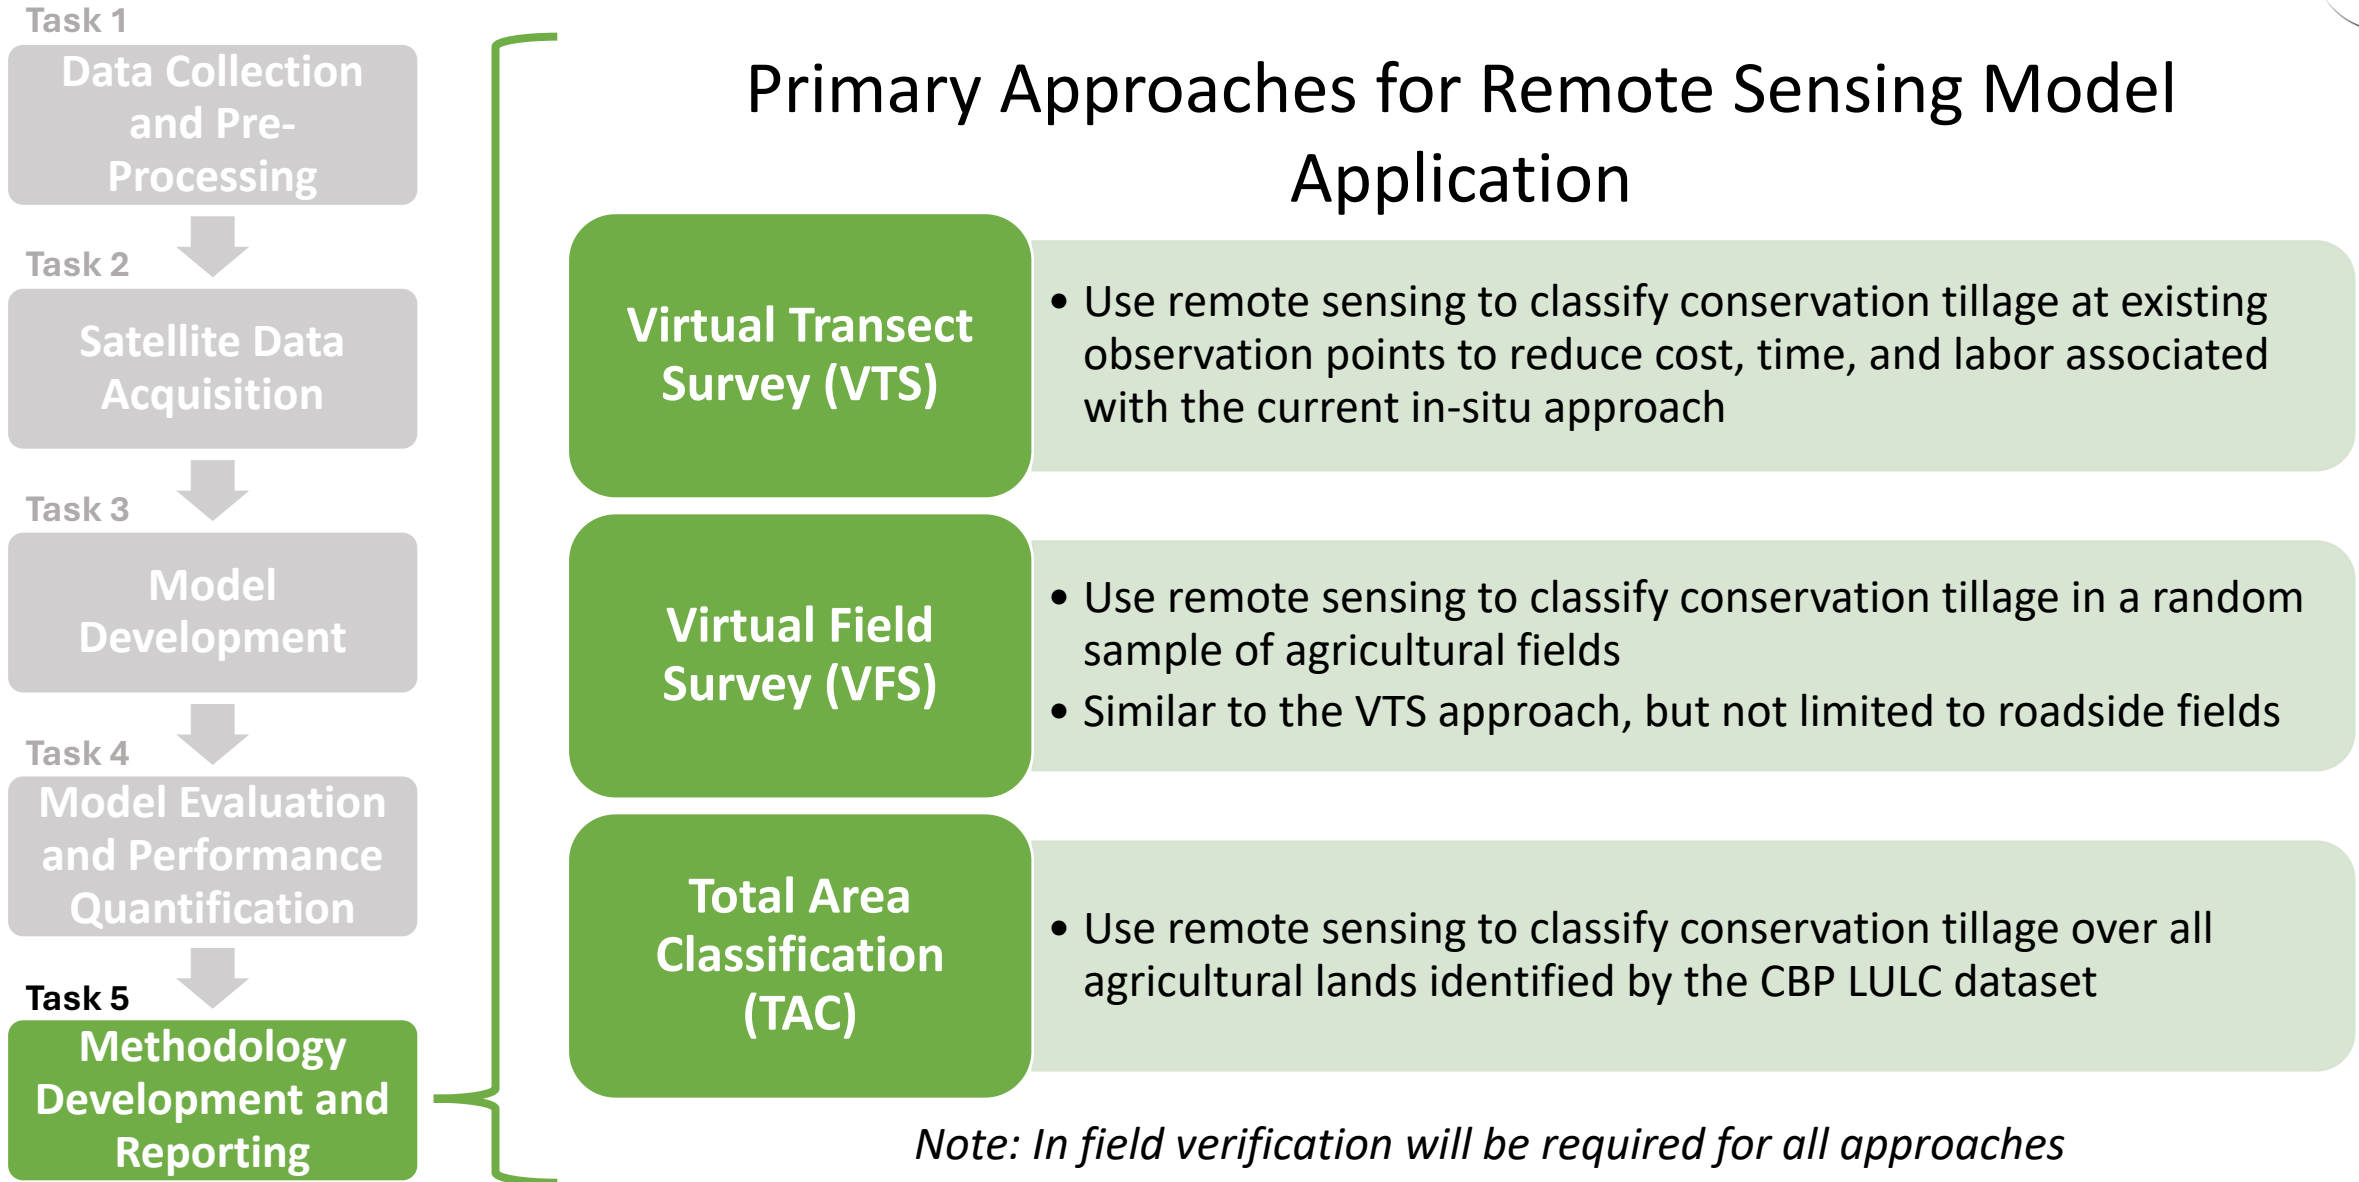 Task 1
Data Collection
and Pre-
Processing
Task 2
Satellite Data
Acquisition
Task 3
Model
Development
Task 4
Model Evaluation
and Performance
Quantification
Task 5
Methodology
Development and
Reporting
Primary Approaches for Remote Sensing Model
Application
Virtual Transect
Survey (VTS)
• Use remote sensing to classify conservation tillage at existing
observation points to reduce cost, time, and labor associated
with the current in-situ approach
Virtual Field
Survey (VFS)
• Use remote sensing to classify conservation tillage in a random
sample of agricultural fields
• Similar to the VTS approach, but not limited to roadside fields
Total Area
Classification
(TAC)
• Use remote sensing to classify conservation tillage over all
agricultural lands identified by the CBP LULC dataset
Note: In field verification will be required for all approaches